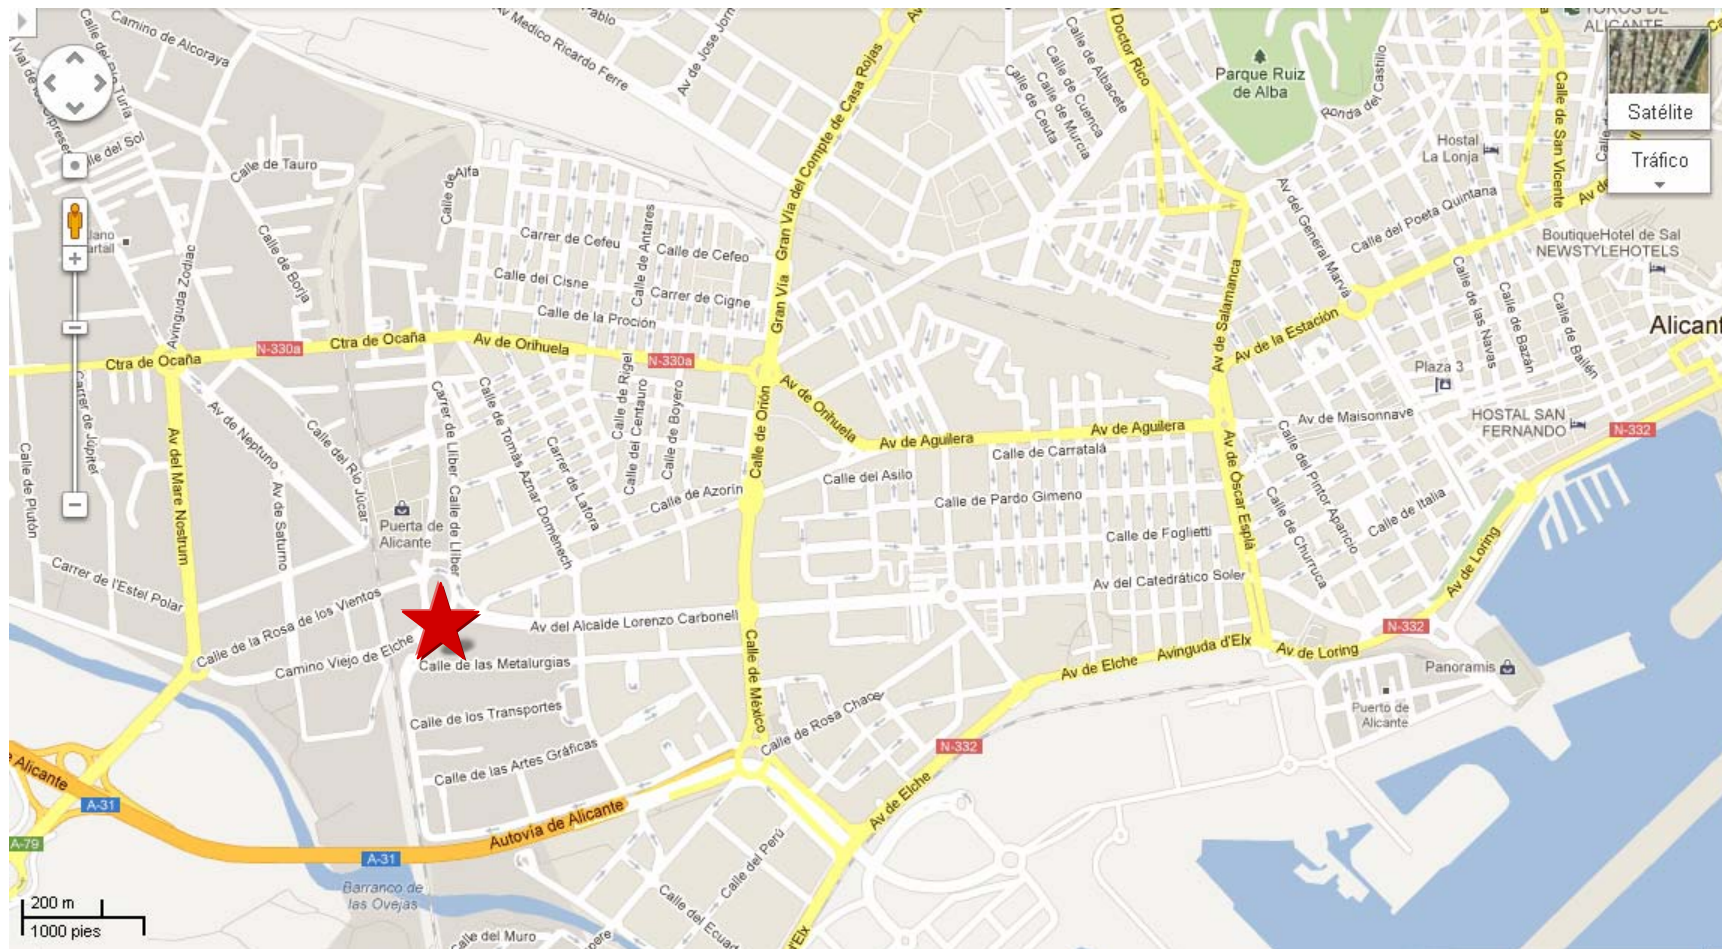 Camino de Alcoraya
Pablo
Av Medico Ricardo Ferre
Av de Jose Jorn
Gran Vía del Compte de Casa Rojas
Doctor Rico
Calle de Albacete
Calle de Cuenca
Calle de Murcia
Calle de Ceuta
Parque Ruiz
de Alba
Ronda del Castillo
ALICANTE
Calle de San Vicente
Satélite
Tráfico
Hostal
La Lonja
Calle de Tauro
Calle de Alfa
Calle de Borja
Avinguda Zodiac
Carrer de Cefeu
Calle de Antares
Calle de Cefeo
Calle del Cisne
Carrer de Cigne
Calle de la Proción
Gran Vía
Av del General Marvá
Calle del Poeta Quintana
BoutiqueHotel de Sal
NEWSTYLEHOTELS
Calle de las Navas
Calle de Bazán
Calle de Bailén
Alicant
Av de Salamanca
Av de la Estación
Ctra de Ocaña
N-330a
Ctra de Ocaña
Av de Orihuela
N-330a
Av de Orihuela
Av de Aguilera
Av de Aguilera
Plaza 3
Av de Maisonnave
HOSTAL SAN
FERNANDO
N-332
Carrer de Júpiter
Calle de Plutón
Av del Mare Nostrum
Av de Neptuno
Av de Saturno
Calle del Río Júcar
Carrer de Llíber
Calle de Llíber
Calle de Tomás Aznar Doménech
Carrer de Lafora
Calle de Rigel
Calle del Centauro
Calle de Boyero
Calle de Azorín
Calle de Orión
Calle del Asilo
Calle de Carratalá
Calle de Pardo Gimeno
Calle de Foglietti
Av de Óscar Esplá
Calle del Pintor Aparicio
Calle de Churruca
Calle de Italia
Av de Loring
Puerta de
Alicante
Carrer de l'Estel Polar
Calle de la Rosa de los Vientos
Camino Viejo de Elche
Av del Alcalde Lorenzo Carbonell
Av del Catedrático Soler
Calle de las Metalurgias
Calle de los Transportes
Calle de las Artes Gráficas
Calle de México
Calle de Rosa Chacel
Av de Elche
Avinguda d'Elx
Av de Loring
N-332
Panoramis
Puerto de
Alicante
N-332
Av de Elche
Alicante
A-31
A-79
A-31
Autovía de Alicante
Barranco de
las Ovejas
Calle del Perú
Calle del Ecuad
Calle del Muro
200 m
1000 pies